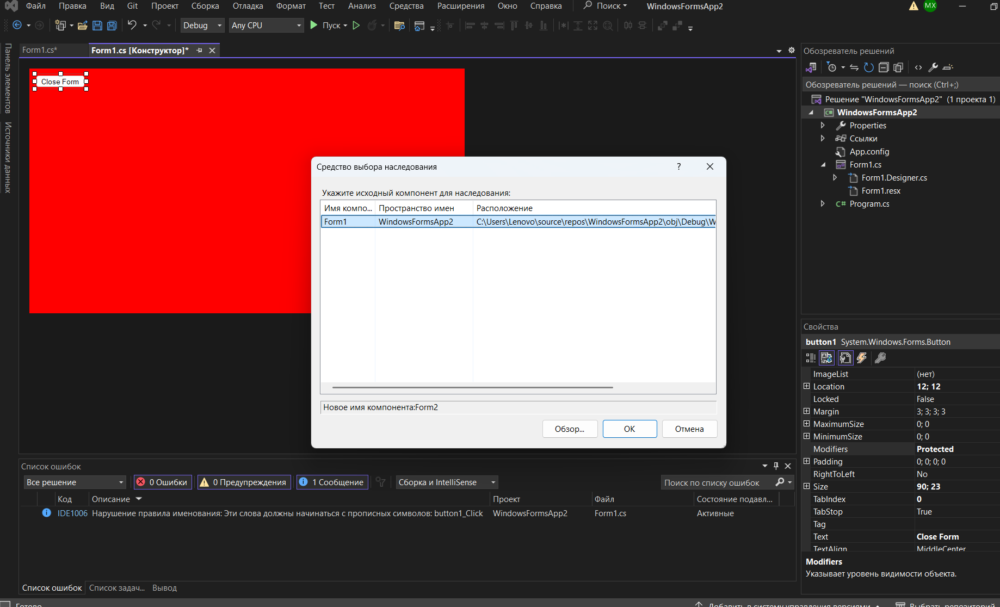 Файл Правка Вид Git Проект Сборка Отладка Формат Тест Анализ Средства Расширения Окно Справка Поиск WindowsFormsApp2 MX
Debug Any CPU Пуск
Панель элементов
Источники данных
Form1.cs* Form1.cs [Конструктор]*
Close Form
Средство выбора наследования ?
Укажите исходный компонент для наследования:
Имя компо... Пространство имен Расположение
Form1 WindowsFormsApp2 C:\Users\Lenovo\source\repos\WindowsFormsApp2\obj\Debug\W
Новое имя компонента:Form2
Обзор... ОК Отмена
Обозреватель решений
Обозреватель решений — поиск (Ctrl+;)
Решение "WindowsFormsApp2" (1 проекта 1)
C# WindowsFormsApp2
Properties
Ссылки
App.config
Form1.cs
Form1.Designer.cs
Form1.resx
C# Program.cs
Свойства
button1 System.Windows.Forms.Button
ImageList (нет)
Location 12; 12
Locked False
Margin 3; 3; 3; 3
MaximumSize 0; 0
MinimumSize 0; 0
Modifiers Protected
Padding 0; 0; 0; 0
RightToLeft No
Size 90; 23
TabIndex 0
TabStop True
Tag
Text Close Form
TextAlign MiddleCenter
Modifiers
Указывает уровень видимости объекта.
Список ошибок
Все решение 0 Ошибки 0 Предупреждения 1 Сообщение Сборка и IntelliSense Поиск по списку ошибок
Код Описание Проект Файл Состояние подавл...
IDE1006 Нарушение правила именования: Эти слова должны начинаться с прописных символов: button1_Click WindowsFormsApp2 Form1.cs Активные
Список ошибок Список задач... Вывод
Готово Добавить в систему управления версиями Выбрать репозиторий